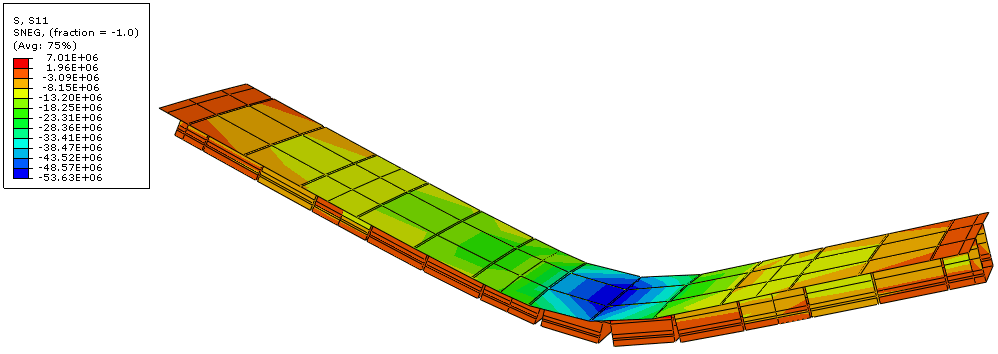 S, S11
SNEG, (fraction = -1.0)
(Avg: 75%)
7.01E+06
1.96E+06
-3.09E+06
-8.15E+06
-13.20E+06
-18.25E+06
-23.31E+06
-28.36E+06
-33.41E+06
-38.47E+06
-43.52E+06
-48.57E+06
-53.63E+06